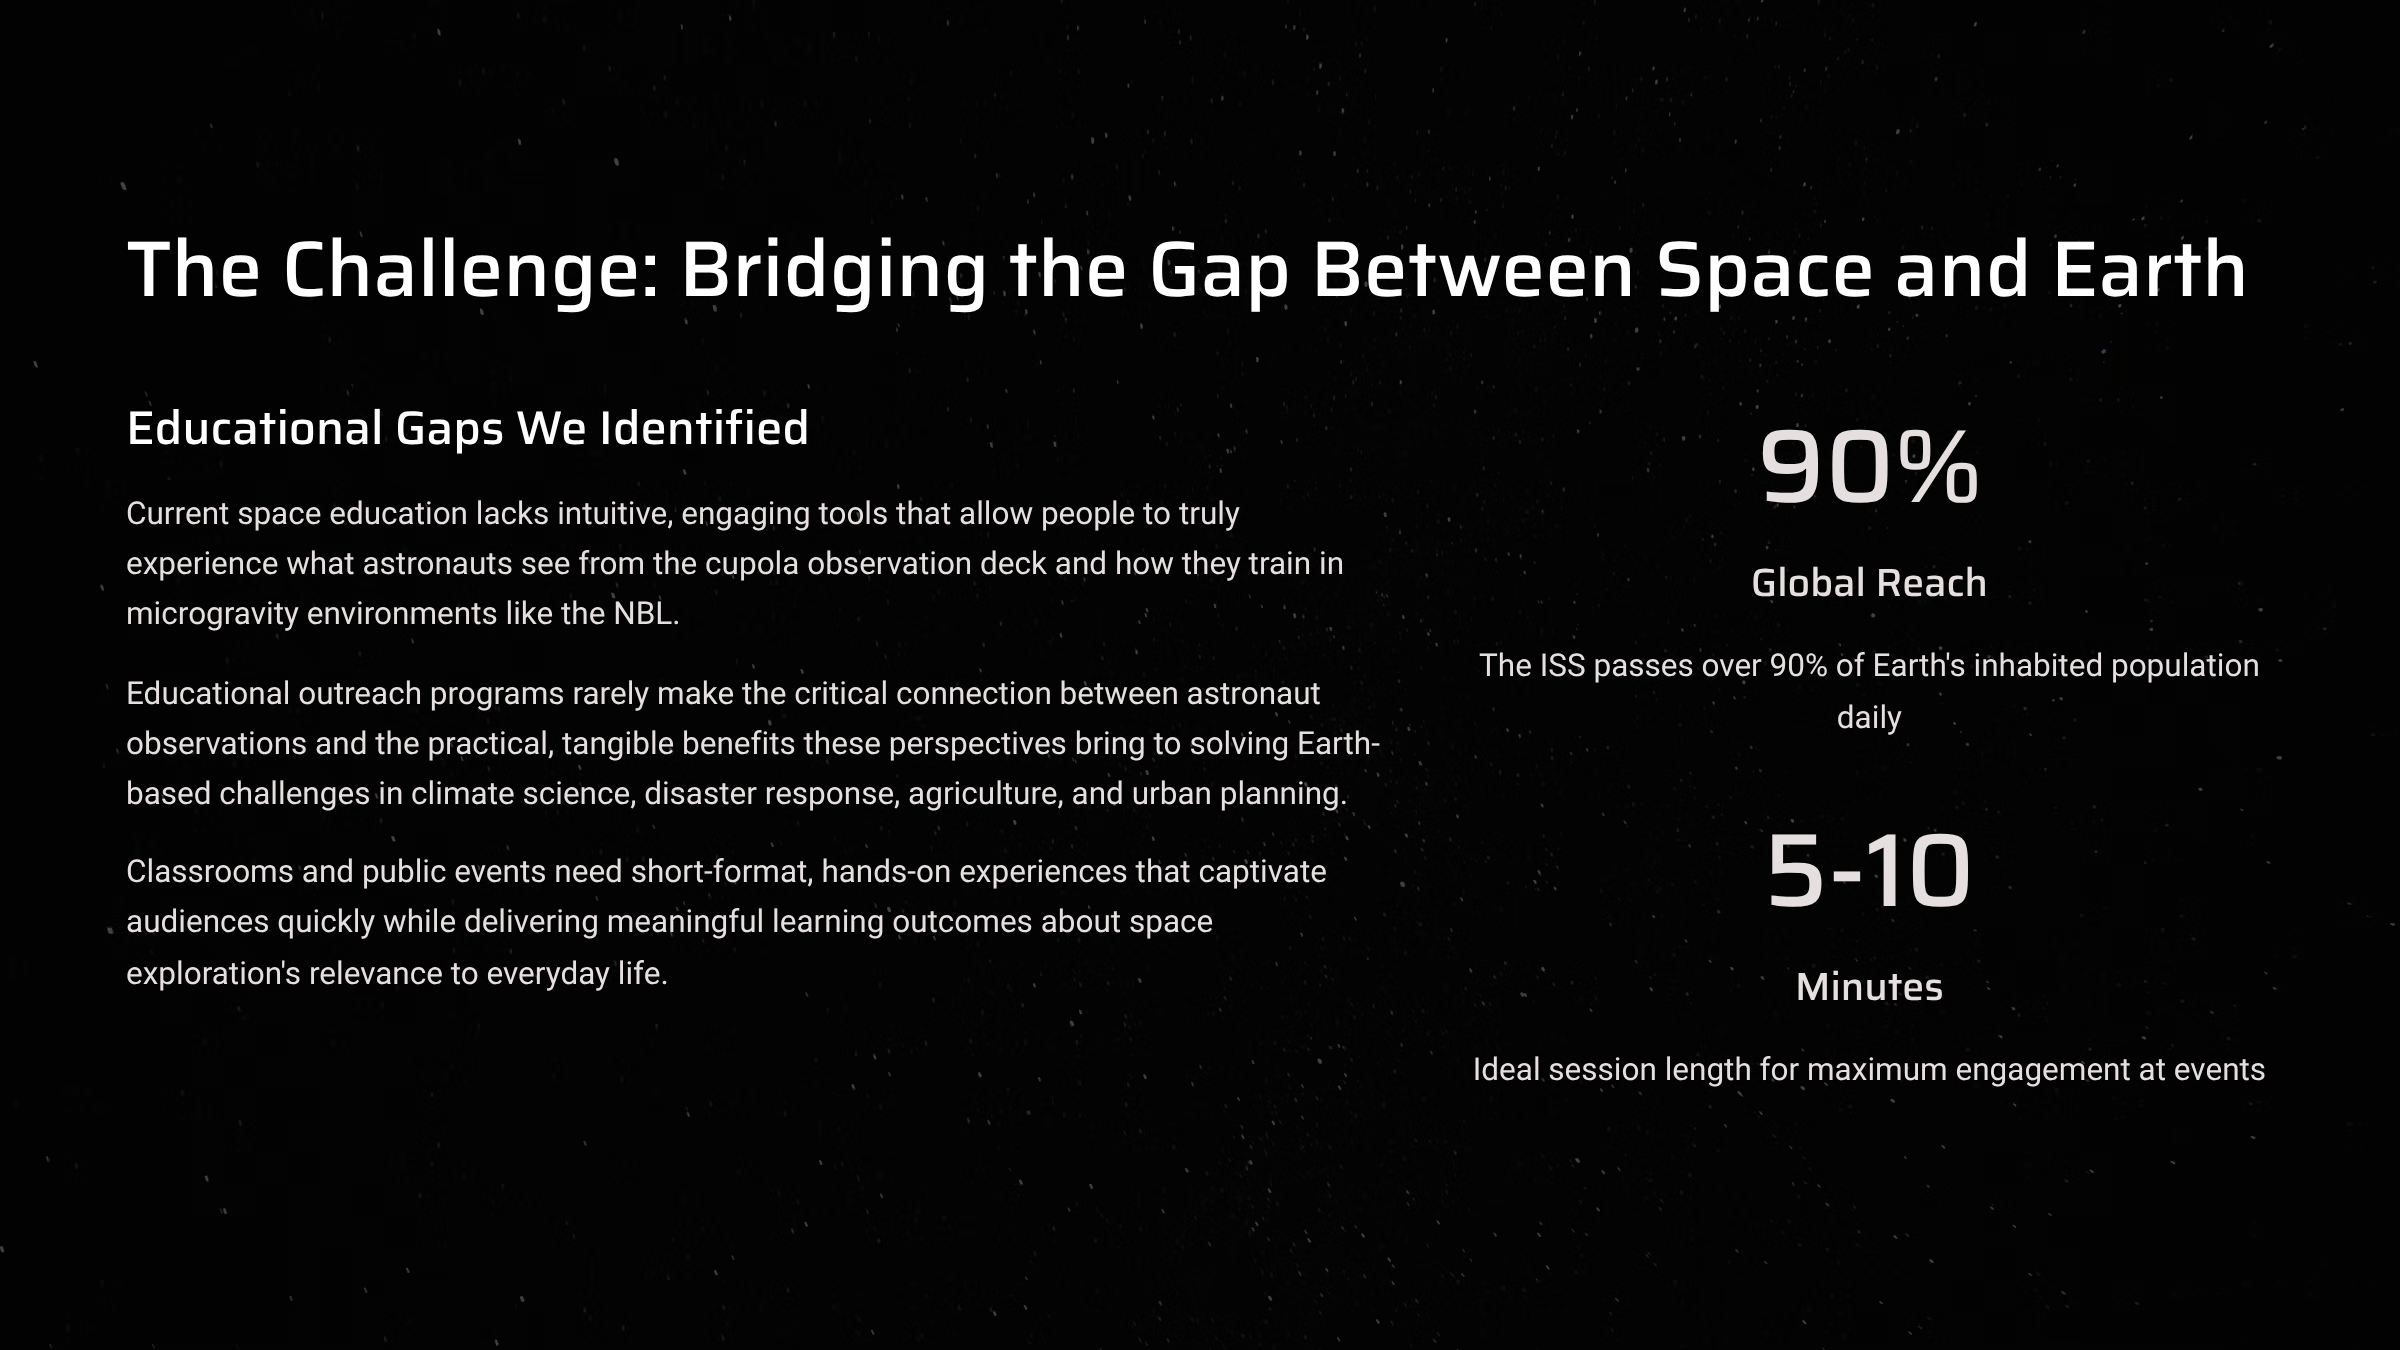 The Challenge: Bridging the Gap Between Space and Earth
Educational Gaps We Identified
Current space education lacks intuitive, engaging tools that allow people to truly
experience what astronauts see from the cupola observation deck and how they train in
microgravity environments like the NBL.
Educational outreach programs rarely make the critical connection between astronaut
observations and the practical, tangible benefits these perspectives bring to solving Earth-
based challenges in climate science, disaster response, agriculture, and urban planning.
Classrooms and public events need short-format, hands-on experiences that captivate
audiences quickly while delivering meaningful learning outcomes about space
exploration's relevance to everyday life.
90%
Global Reach
The ISS passes over 90% of Earth's inhabited population
daily
5-10
Minutes
Ideal session length for maximum engagement at events